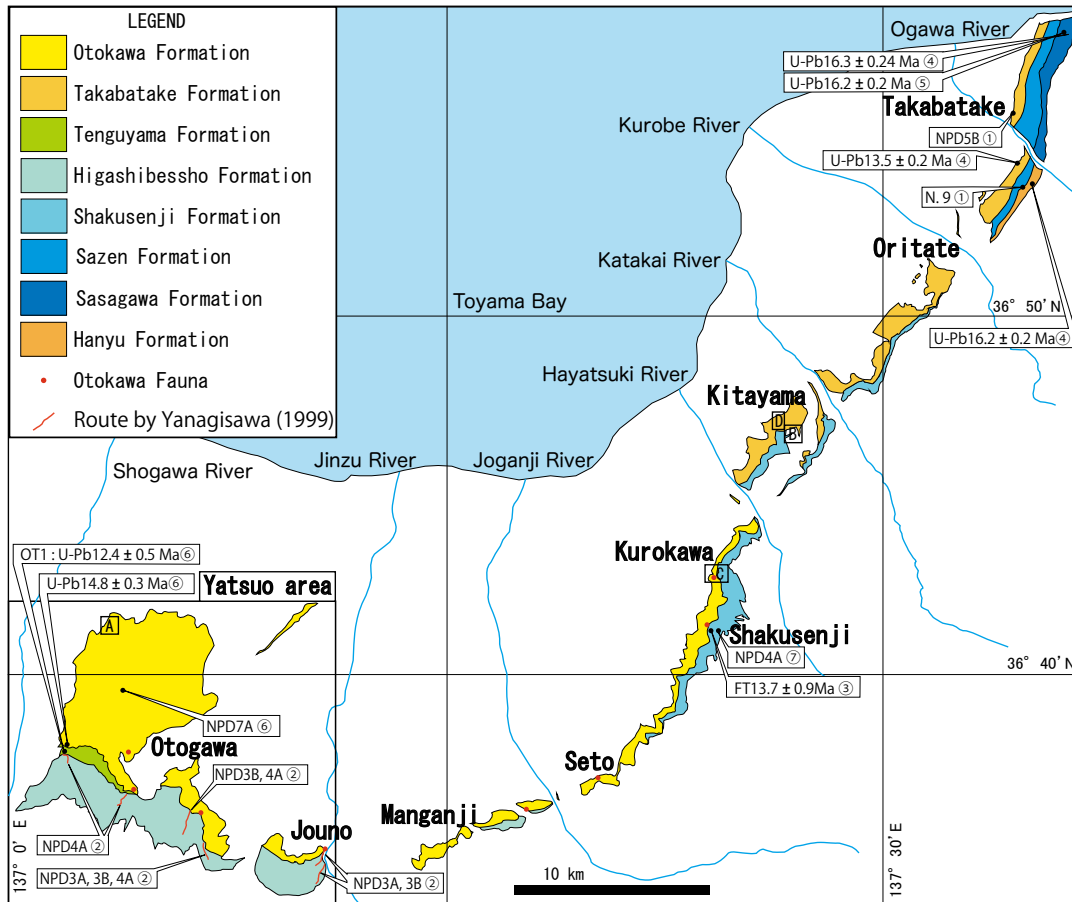 LEGEND
Otokawa Formation
Takabatake Formation
Tenguyama Formation
Higashibessho Formation
Shakusenji Formation
Sazen Formation
Sasagawa Formation
Hanyu Formation
Otokawa Fauna
Route by Yanagisawa (1999)
Ogawa River
U-Pb16.3 ± 0.24 Ma ④
U-Pb16.2 ± 0.2 Ma ⑤
Takabatake
Kurobe River
NPD5B ①
U-Pb13.5 ± 0.2 Ma ④
N. 9 ①
Oritate
Katakai River
Toyama Bay
36° 50'N
U-Pb16.2 ± 0.2 Ma④
Hayatsuki River
Kitayama
D
B
Shogawa River
Jinzu River
Joganji River
OT1 : U-Pb12.4 ± 0.5 Ma⑥
U-Pb14.8 ± 0.3 Ma⑥
Yatsuo area
Kurokawa
C
A
Shakusenji
NPD4A ⑦
36° 40'N
FT13.7 ± 0.9Ma ③
NPD7A ⑥
Otogawa
NPD3B, 4A ②
Seto
Manganji
Jouno
NPD4A ②
NPD3A, 3B, 4A ②
NPD3A, 3B ②
137° 0' E
137° 30' E
10 km